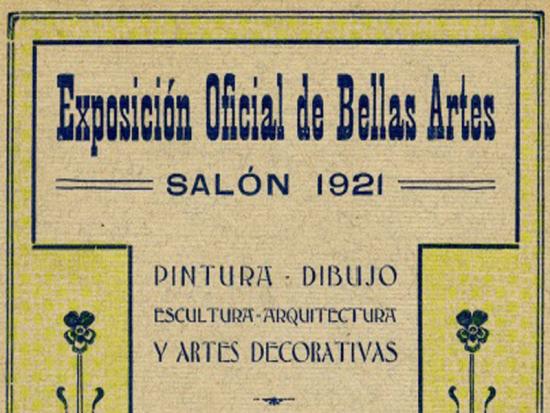 Exposición Oficial de Bellas Artes
SALÓN 1921
PINTURA · DIBUJO
ESCULTURA-ARQUITECTURA
Y ARTES DECORATIVAS